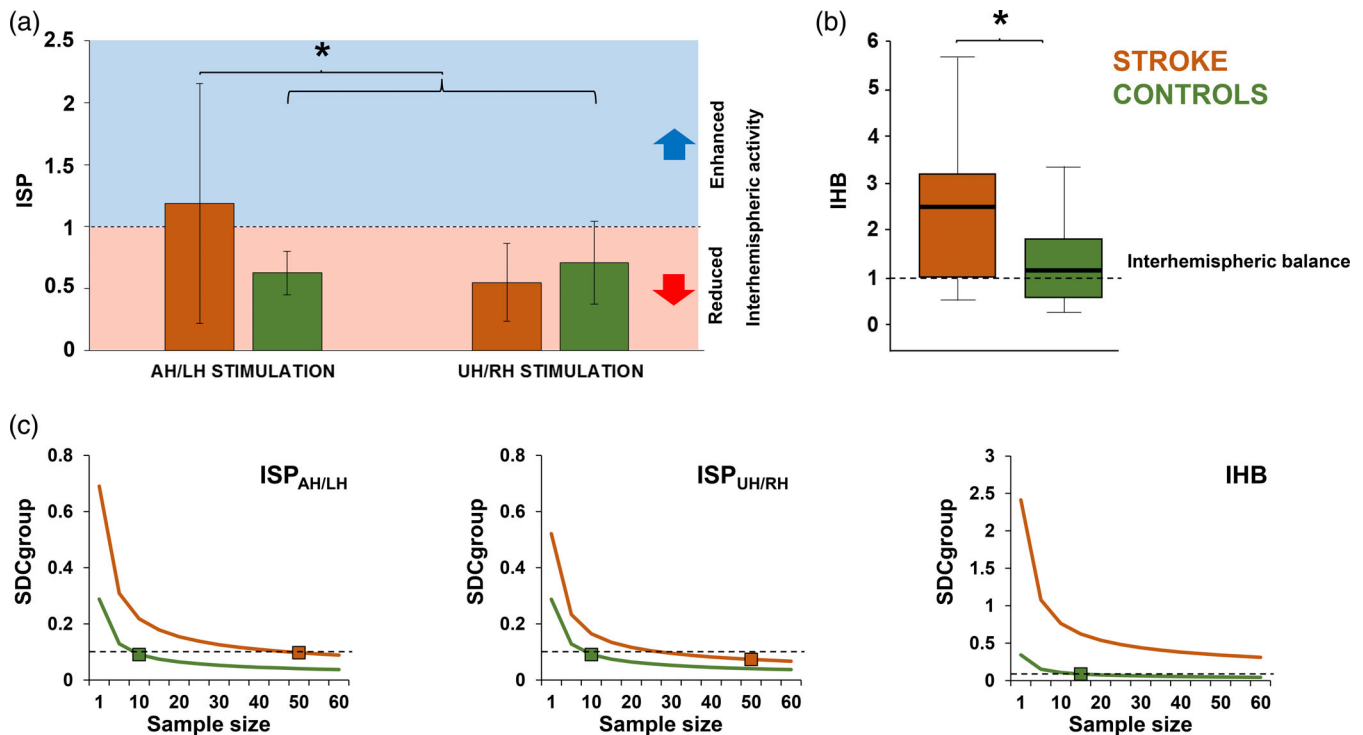 (a)
2.5
2
1.5
1
0.5
0
ISP
*
Enhanced
Reduced
Interhemispheric activity
AH/LH STIMULATION
UH/RH STIMULATION
(b)
6
5
4
3
2
1
0
IHB
*
STROKE
CONTROLS
Interhemispheric balance
(c)
0.8
0.6
0.4
0.2
0
SDCgroup
ISPAH/LH
1 10 20 30 40 50 60
Sample size
0.8
0.6
0.4
0.2
0
SDCgroup
ISPUH/RH
1 10 20 30 40 50 60
Sample size
3
2.5
2
1.5
1
0.5
0
SDCgroup
IHB
1 10 20 30 40 50 60
Sample size